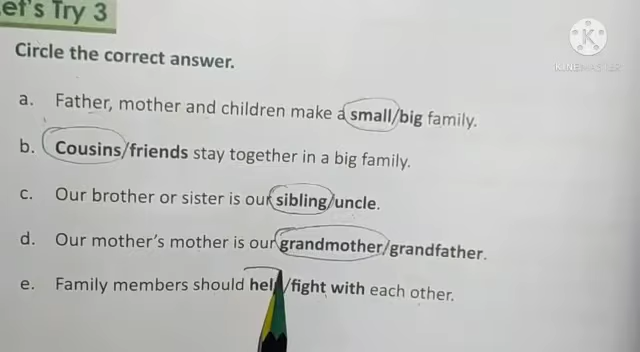 et's Try 3
KINEMASTER
Circle the correct answer.
a. Father, mother and children make a small/big family.
b. Cousins/friends stay together in a big family.
c. Our brother or sister is our sibling/uncle.
d. Our mother's mother is our grandmother/grandfather.
e. Family members should hel/fight with each other.